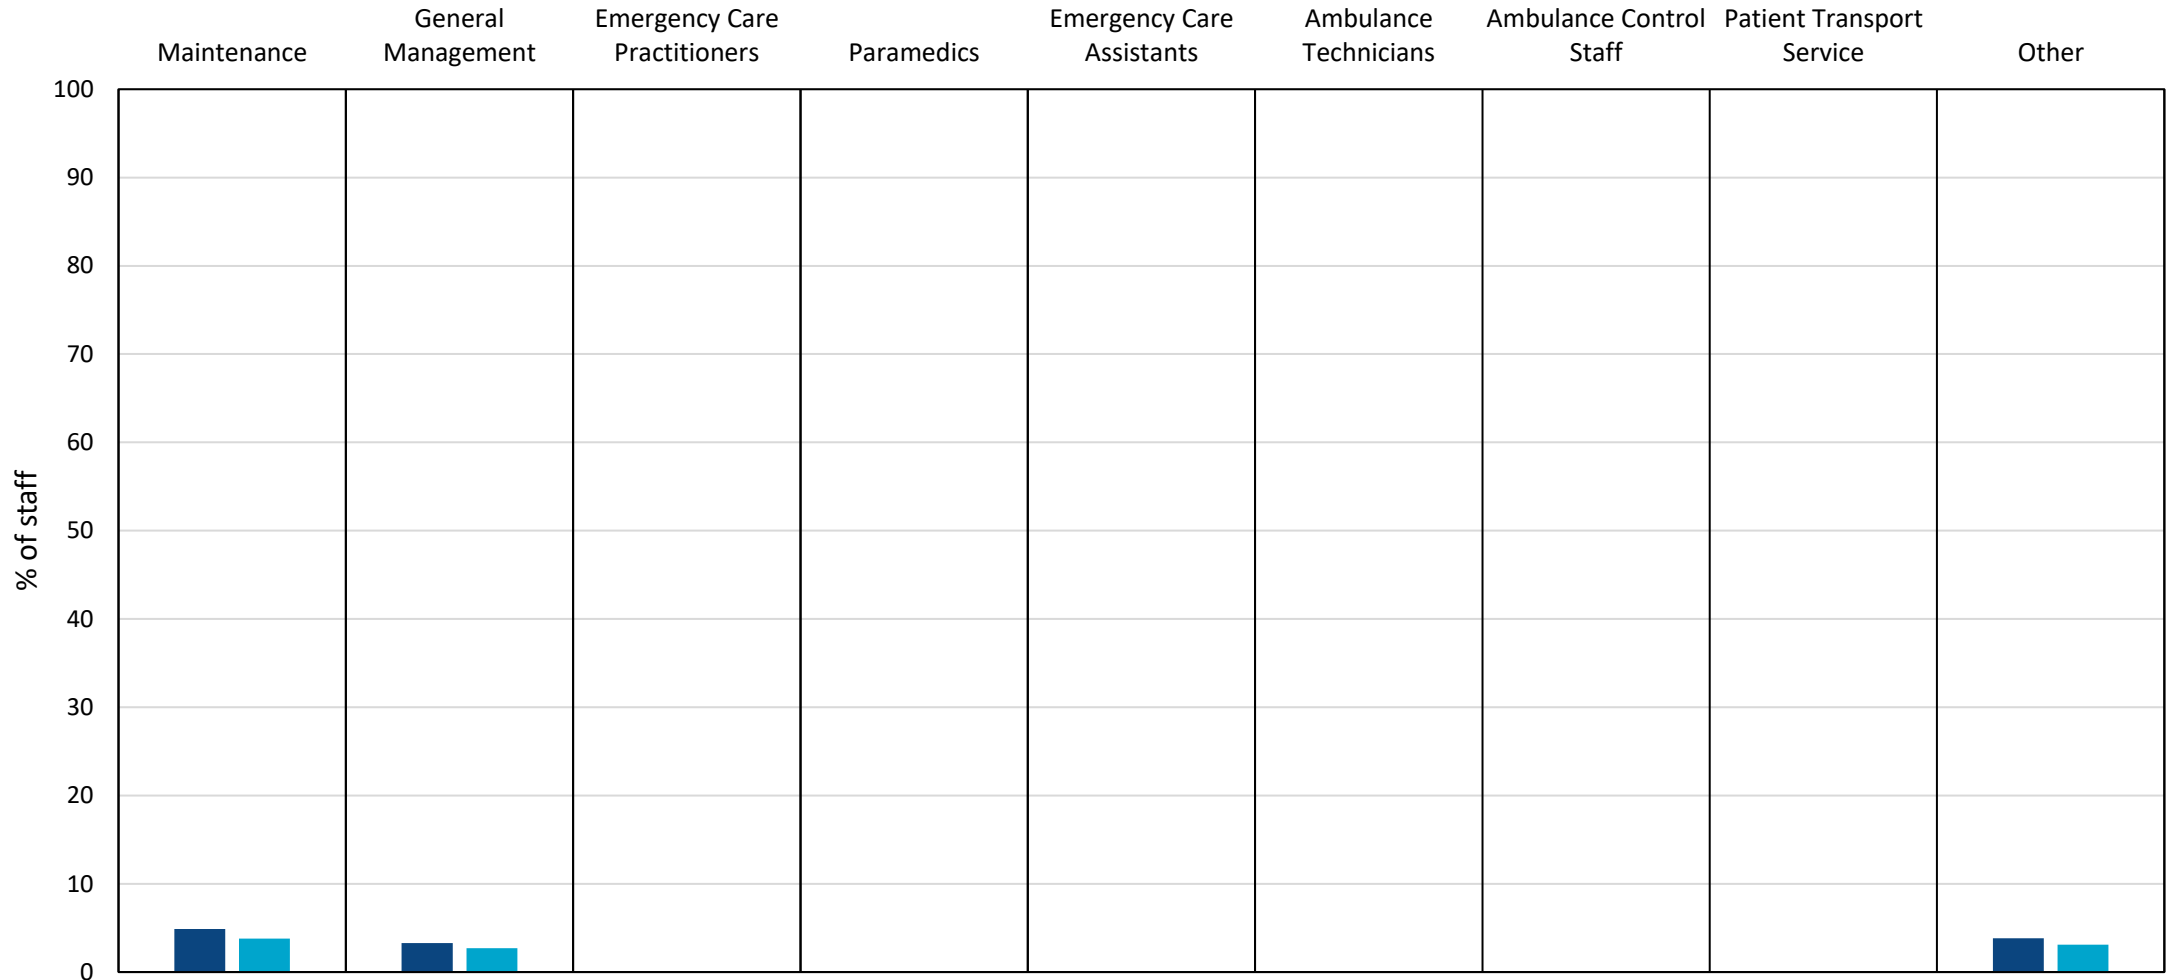 Maintenance
General
Management
Emergency Care
Practitioners
Paramedics
Emergency Care
Assistants
Ambulance
Technicians
Ambulance Control
Staff
Patient Transport
Service
Other
100
90
80
70
60
50
40
30
20
10
0
% of staff